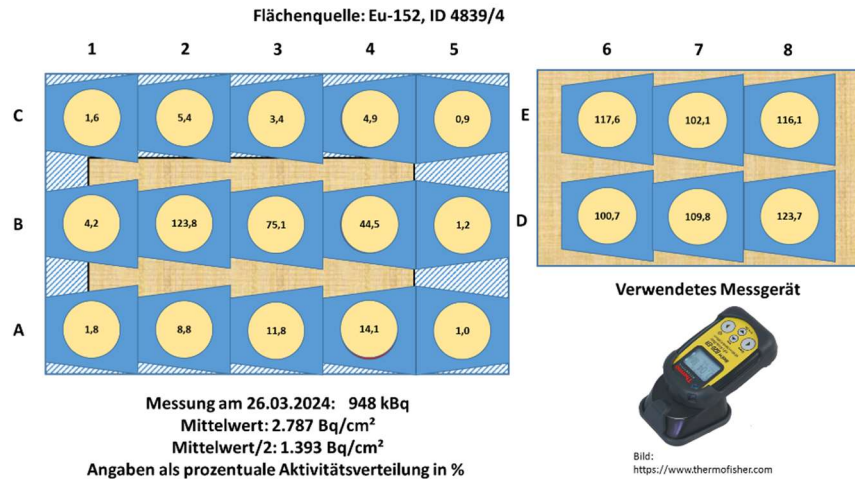 Flächenquelle: Eu-152, ID 4839/4
1 2 3 4 5
C 1,6 5,4 3,4 4,9 0,9
B 4,2 123,8 75,1 44,5 1,2
A 1,8 8,8 11,8 14,1 1,0
Messung am 26.03.2024: 948 kBq
Mittelwert: 2.787 Bq/cm²
Mittelwert/2: 1.393 Bq/cm²
Angaben als prozentuale Aktivitätsverteilung in %
6 7 8
E 117,6 102,1 116,1
D 100,7 109,8 123,7
Verwendetes Messgerät
Bild:
https://www.thermofisher.com